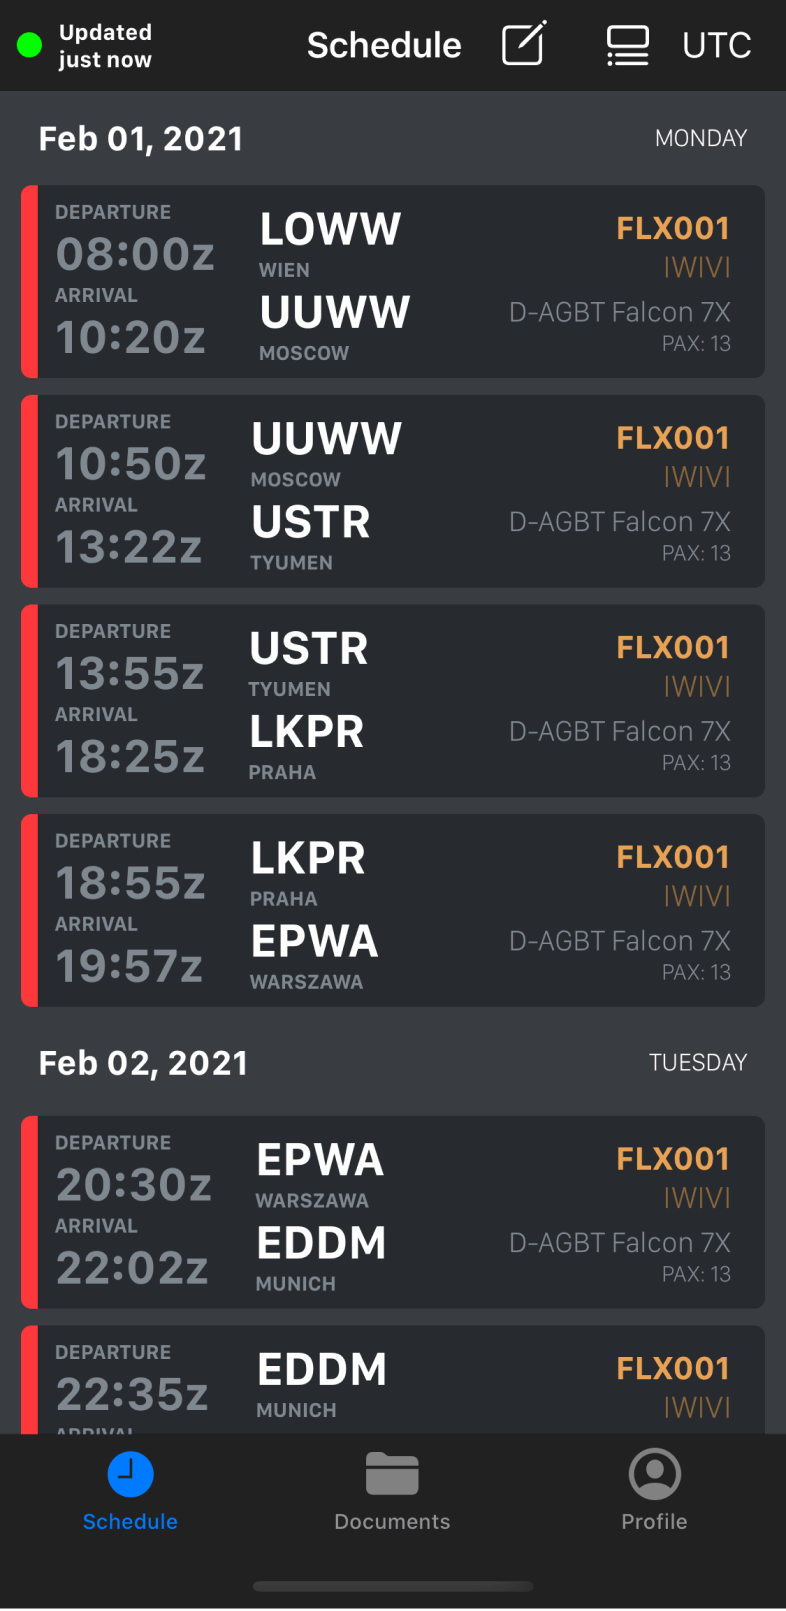 Updated
just now
Schedule
UTC
Feb 01, 2021
MONDAY
DEPARTURE
08:00z
ARRIVAL
10:20z
LOWW
WIEN
UUWW
MOSCOW
FLX001
IWIVI
D-AGBT Falcon 7X
PAX: 13
DEPARTURE
10:50z
ARRIVAL
13:22z
UUWW
MOSCOW
USTR
TYUMEN
FLX001
IWIVI
D-AGBT Falcon 7X
PAX: 13
DEPARTURE
13:55z
ARRIVAL
18:25z
USTR
TYUMEN
LKPR
PRAHA
FLX001
IWIVI
D-AGBT Falcon 7X
PAX: 13
DEPARTURE
18:55z
ARRIVAL
19:57z
LKPR
PRAHA
EPWA
WARSZAWA
FLX001
IWIVI
D-AGBT Falcon 7X
PAX: 13
Feb 02, 2021
TUESDAY
DEPARTURE
20:30z
ARRIVAL
22:02z
EPWA
WARSZAWA
EDDM
MUNICH
FLX001
IWIVI
D-AGBT Falcon 7X
PAX: 13
DEPARTURE
22:35z
ARRIVAL
EDDM
MUNICH
FLX001
IWIVI
Schedule
Documents
Profile